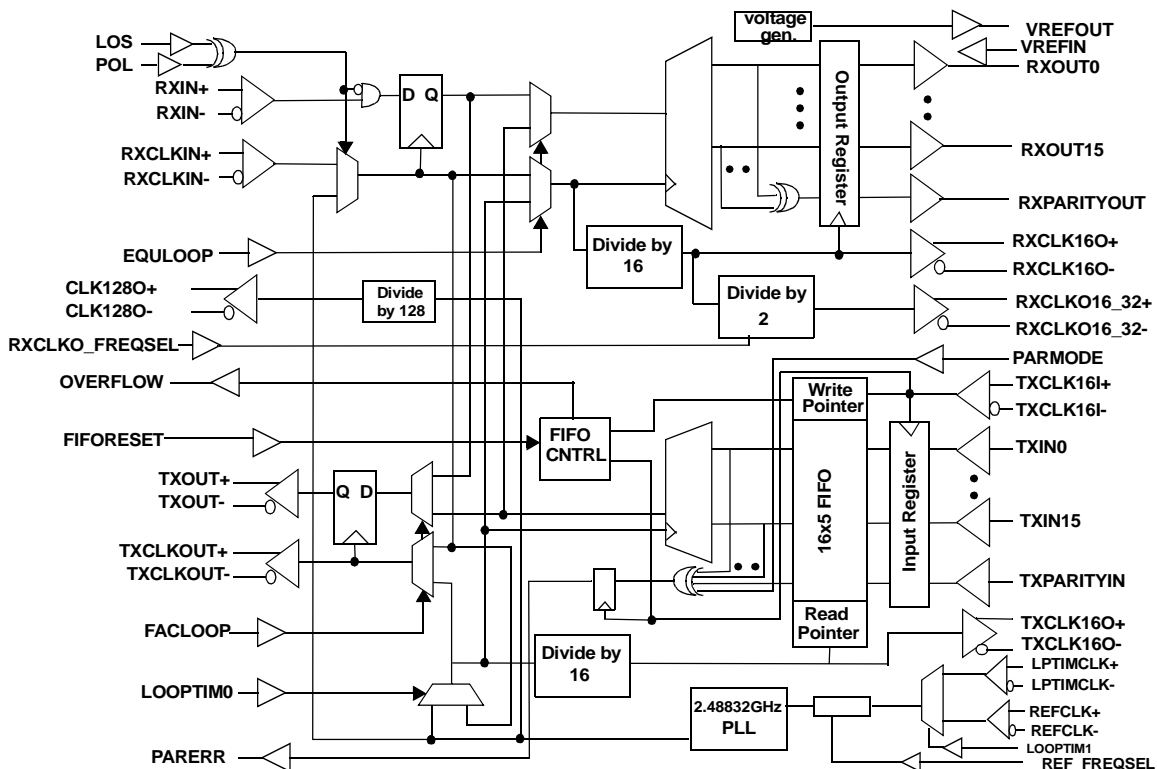 LOS
POL
RXIN+
RXIN-
RXCLKIN+
RXCLKIN-
EQULOOP
CLK128O+
CLK128O-
RXCLKO_FREQSEL
OVERFLOW
FIFORESET
TXOUT+
TXOUT-
TXCLKOUT+
TXCLKOUT-
FACLOOP
LOOPTIM0
PARERR
D Q
voltage
gen.
Output Register
Divide by
16
Divide by
2
Divide
by 128
FIFO
CNTRL
Q D
Write
Pointer
16x5 FIFO
Read
Pointer
Input Register
Divide by
16
2.48832GHz
PLL
VREFOUT
VREFIN
RXOUT0
RXOUT15
RXPARITYOUT
RXCLK16O+
RXCLK16O-
RXCLKO16_32+
RXCLKO16_32-
PARMODE
TXCLK16I+
TXCLK16I-
TXIN0
TXIN15
TXPARITYIN
TXCLK16O+
TXCLK16O-
LPTIMCLK+
LPTIMCLK-
REFCLK+
REFCLK-
LOOPTIM1
REF_FREQSEL